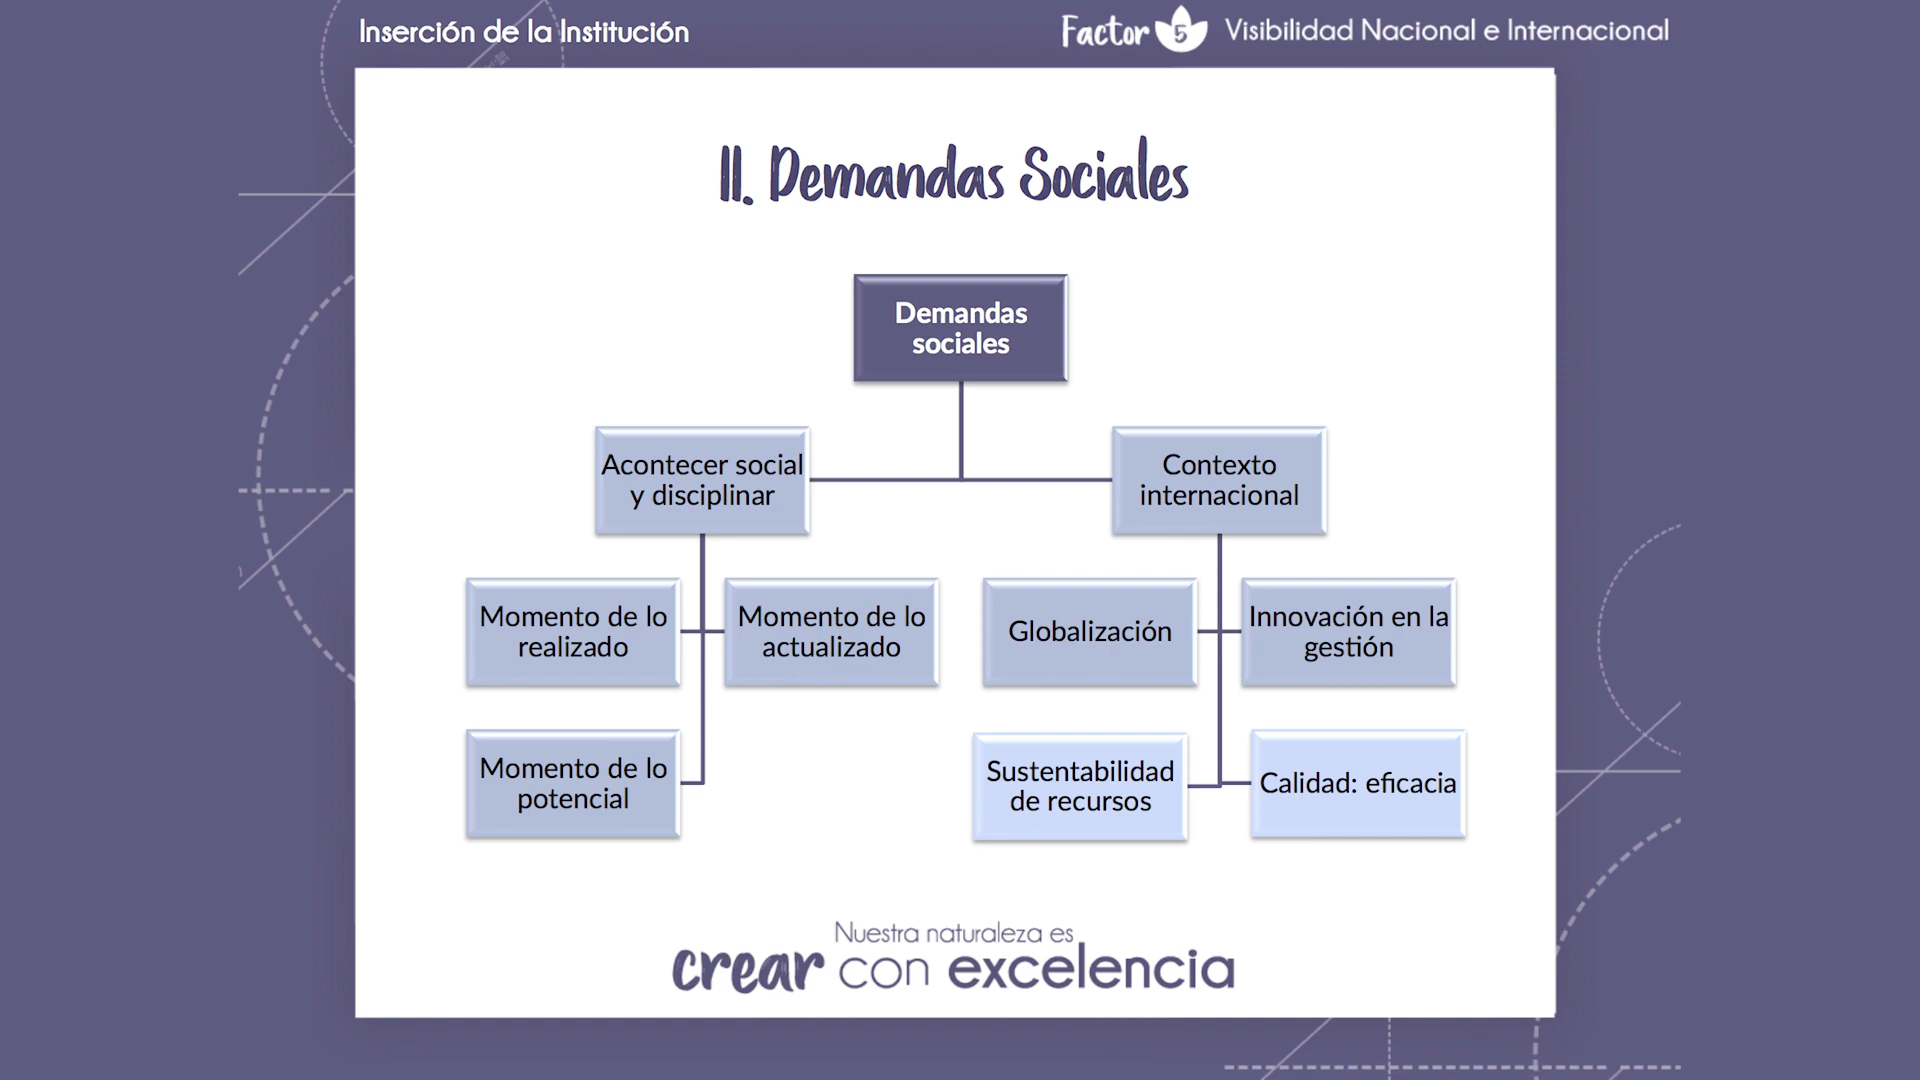 Inserción de la Institución
Factor 5 Visibilidad Nacional e Internacional
II. Demandas Sociales
Demandas
sociales
Acontecer social
y disciplinar
Contexto
internacional
Momento de lo
realizado
Momento de lo
actualizado
Globalización
Innovación en la
gestión
Momento de lo
potencial
Sustentabilidad
de recursos
Calidad: eficacia
Nuestra naturaleza es
crear con excelencia